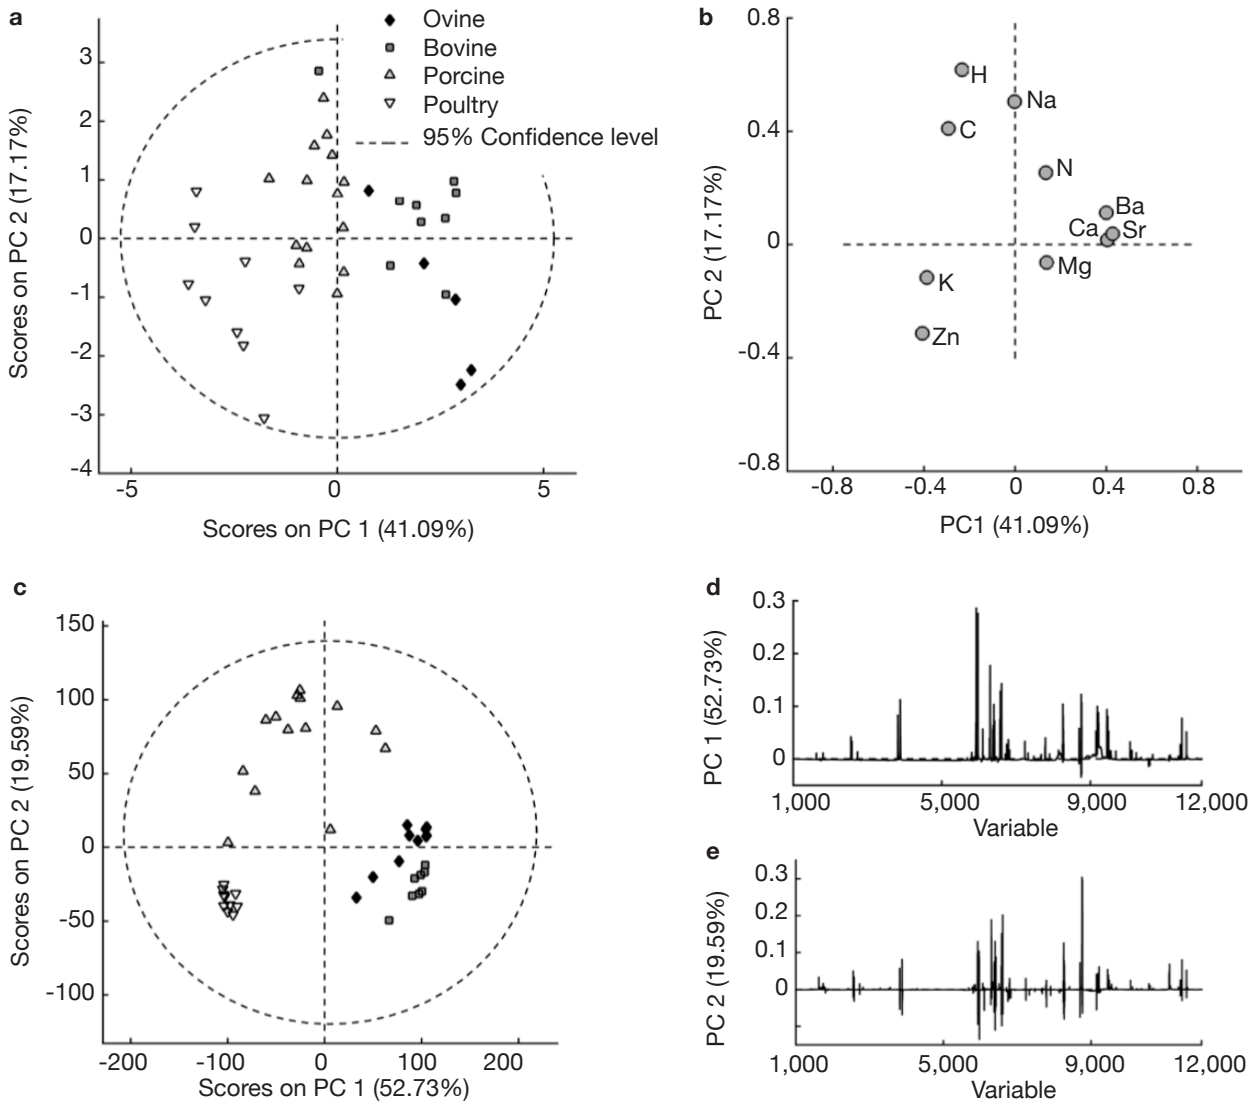 a
Ovine
Bovine
Porcine
Poultry
95% Confidence level
Scores on PC 2 (17.17%)
3
2
1
0
-1
-2
-3
-4
-5
0
5
Scores on PC 1 (41.09%)
b
PC 2 (17.17%)
0.8
0.4
0
-0.4
-0.8
H
Na
C
N
Ba
Ca
Sr
Mg
K
Zn
-0.8
-0.4
0
0.4
0.8
PC1 (41.09%)
c
Scores on PC 2 (19.59%)
150
100
50
0
-50
-100
-200
-100
0
100
200
Scores on PC 1 (52.73%)
d
PC 1 (52.73%)
0.3
0.2
0.1
0
1,000
5,000
9,000
12,000
Variable
e
PC 2 (19.59%)
0.3
0.2
0.1
0
1,000
5,000
9,000
12,000
Variable